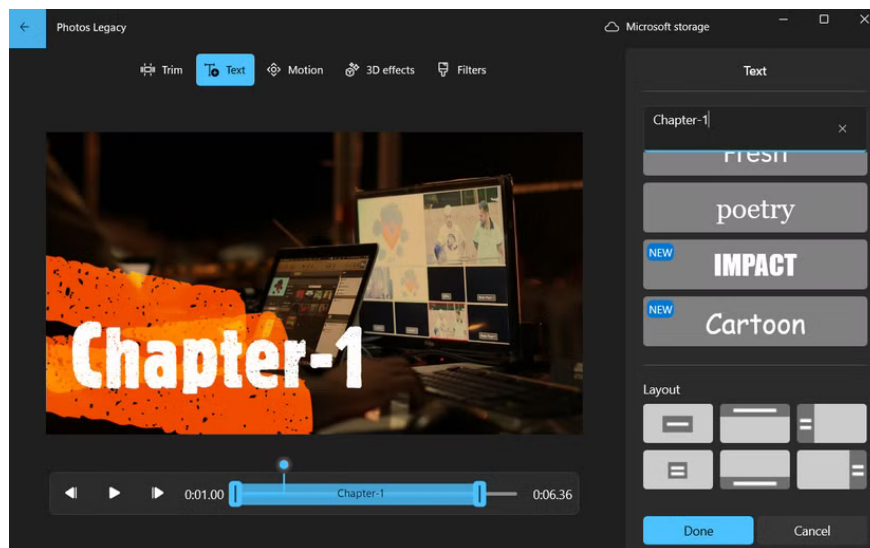 Photos Legacy
Microsoft storage
Trim
Text
Motion
3D effects
Filters
Text
Chapter-1
Fresh
poetry
NEW
IMPACT
NEW
Cartoon
Chapter-1
Layout
0:01.00
Chapter-1
0:06.36
Done
Cancel